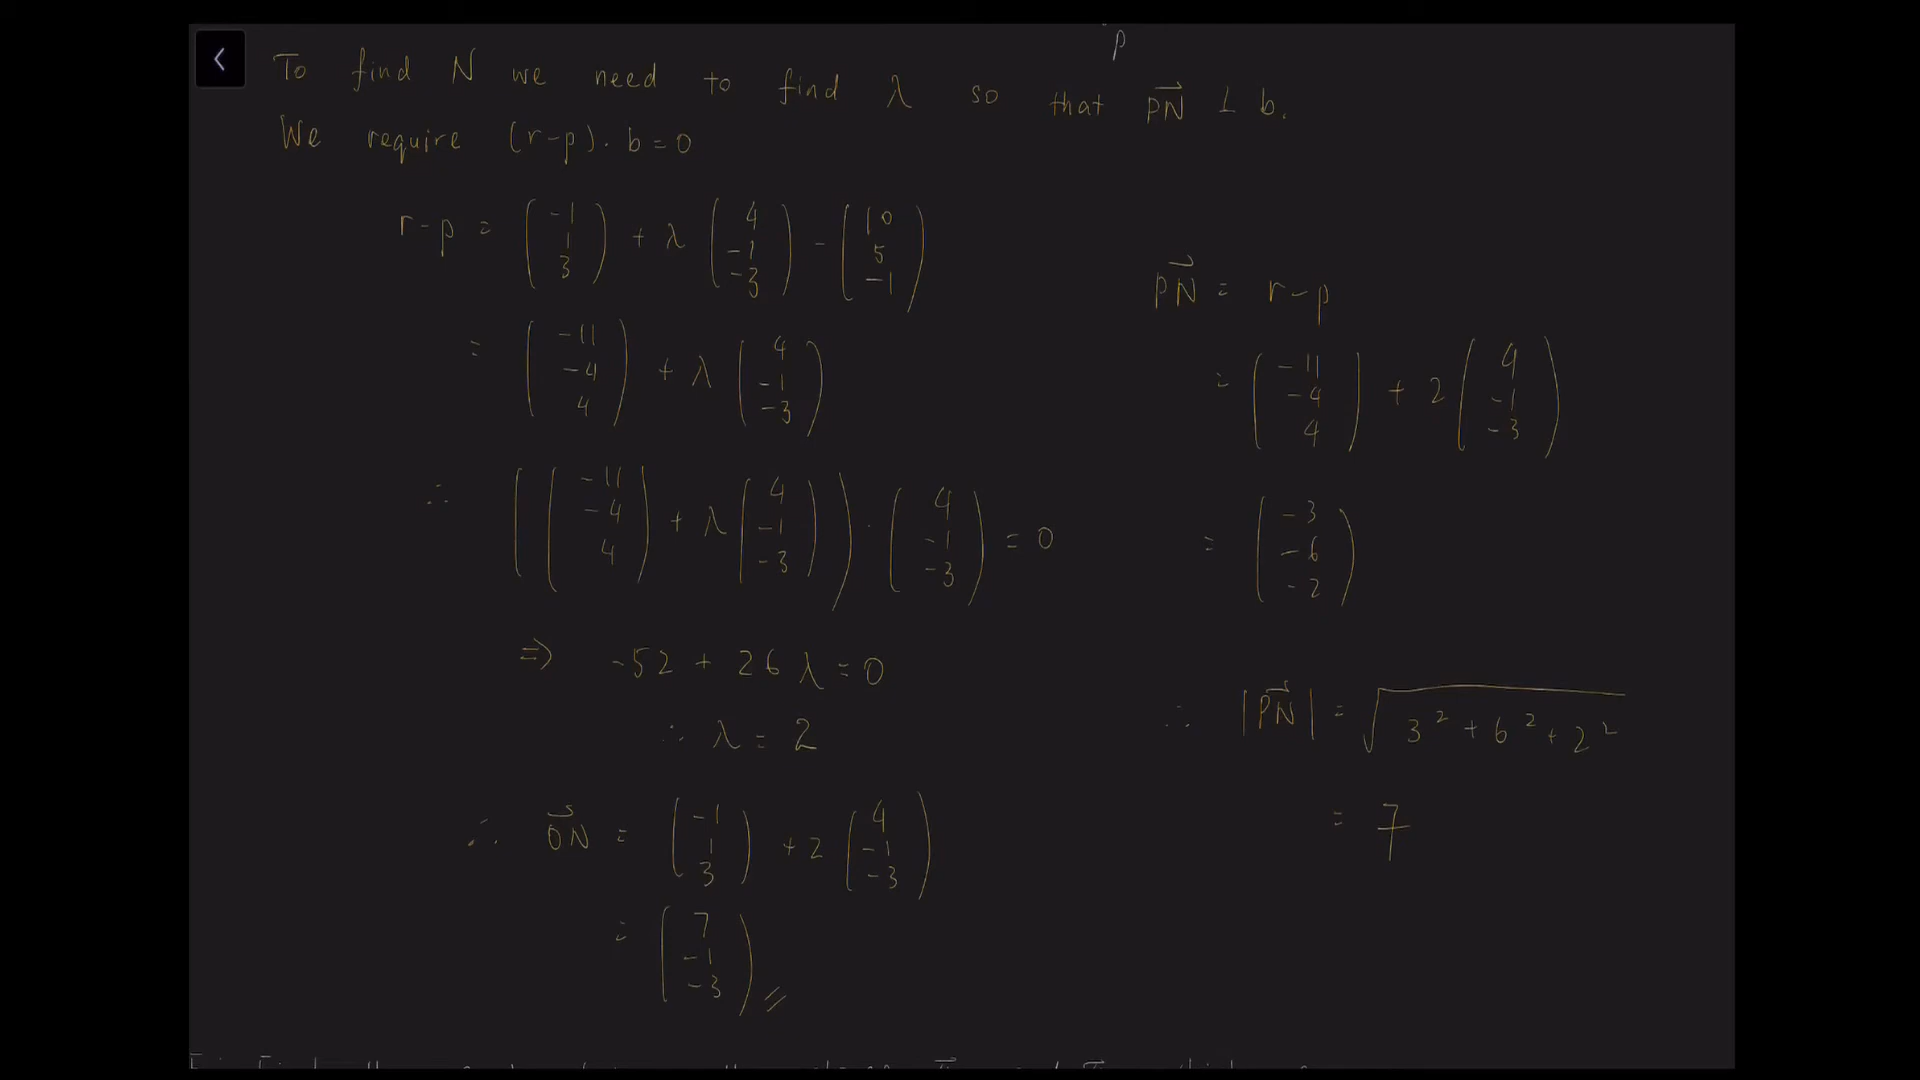 p
To find N we need to find λ so that PN⃗ ⊥ b.
We require (r-p). b = 0
r-p = (-1 1 3) + λ (4 -1 -3) - (10 5 -1)
= (-11 -4 4) + λ (4 -1 -3)
∴ ((-11 -4 4) + λ (4 -1 -3)) · (4 -1 -3) = 0
⇒ -52 + 26 λ = 0
∴ λ = 2
∴ ON⃗ = (-1 1 3) + 2 (4 -1 -3)
= (7 -1 -3)
PN⃗ = r-p
= (-11 -4 4) + 2 (4 -1 -3)
= (-3 -6 -2)
∴ |PN⃗| = √(3² + 6² + 2²)
= 7